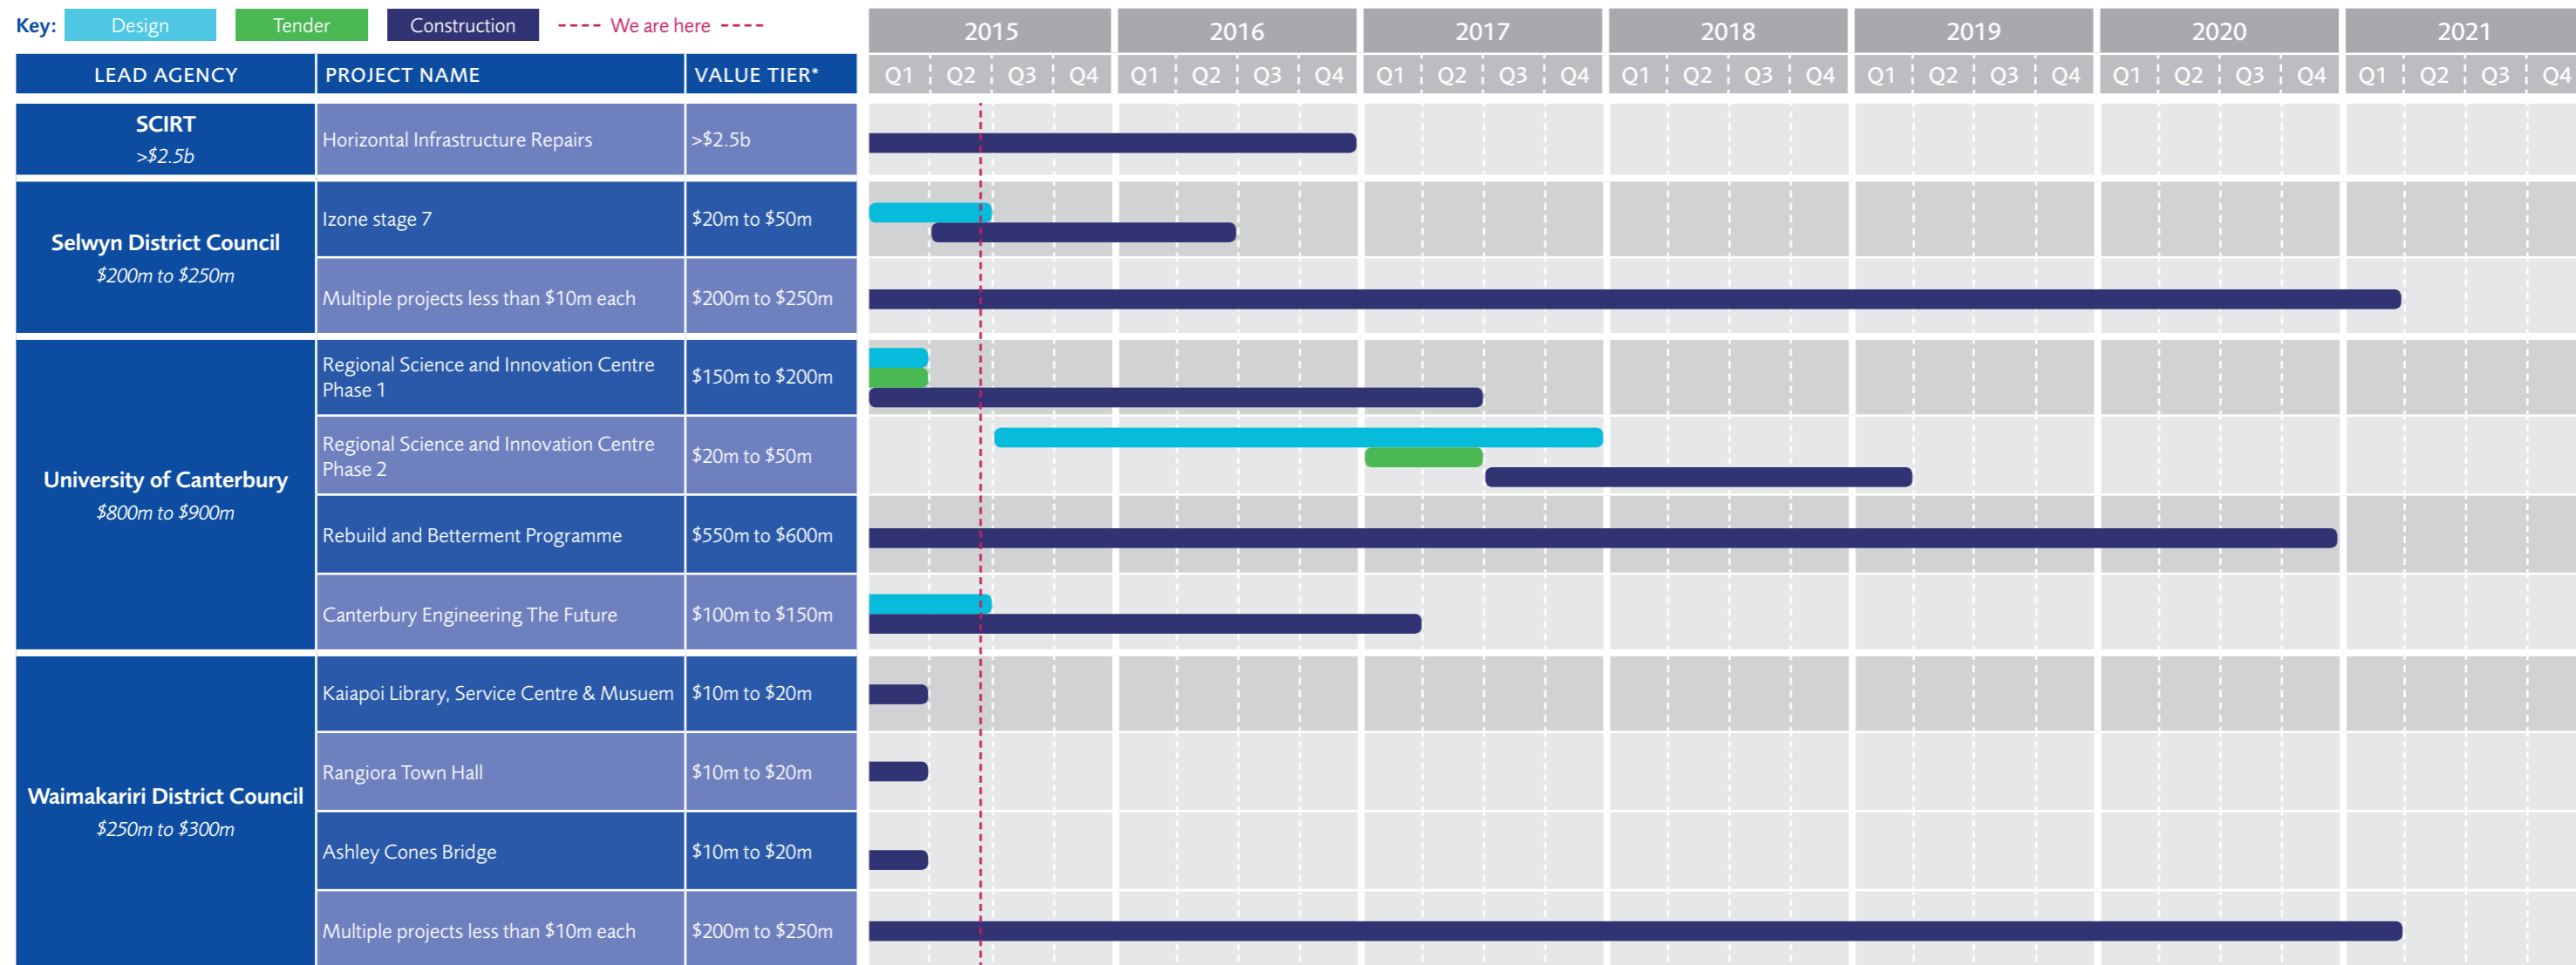 Key: Design Tender Construction ---- We are here ----
2015 2016 2017 2018 2019 2020 2021
LEAD AGENCY PROJECT NAME VALUE TIER* Q1 Q2 Q3 Q4 Q1 Q2 Q3 Q4 Q1 Q2 Q3 Q4 Q1 Q2 Q3 Q4 Q1 Q2 Q3 Q4 Q1 Q2 Q3 Q4 Q1 Q2 Q3 Q4
SCIRT
>$2.5b
Horizontal Infrastructure Repairs >$2.5b
Selwyn District Council
$200m to $250m
Izone stage 7 $20m to $50m
Multiple projects less than $10m each $200m to $250m
University of Canterbury
$800m to $900m
Regional Science and Innovation Centre
Phase 1
$150m to $200m
Regional Science and Innovation Centre
Phase 2
$20m to $50m
Rebuild and Betterment Programme $550m to $600m
Canterbury Engineering The Future $100m to $150m
Waimakariri District Council
$250m to $300m
Kaiapoi Library, Service Centre & Musuem $10m to $20m
Rangiora Town Hall $10m to $20m
Ashley Cones Bridge $10m to $20m
Multiple projects less than $10m each $200m to $250m